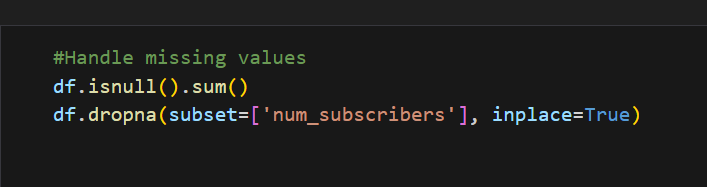 #Handle missing values
df.isnull().sum()
df.dropna(subset=['num_subscribers'], inplace=True)